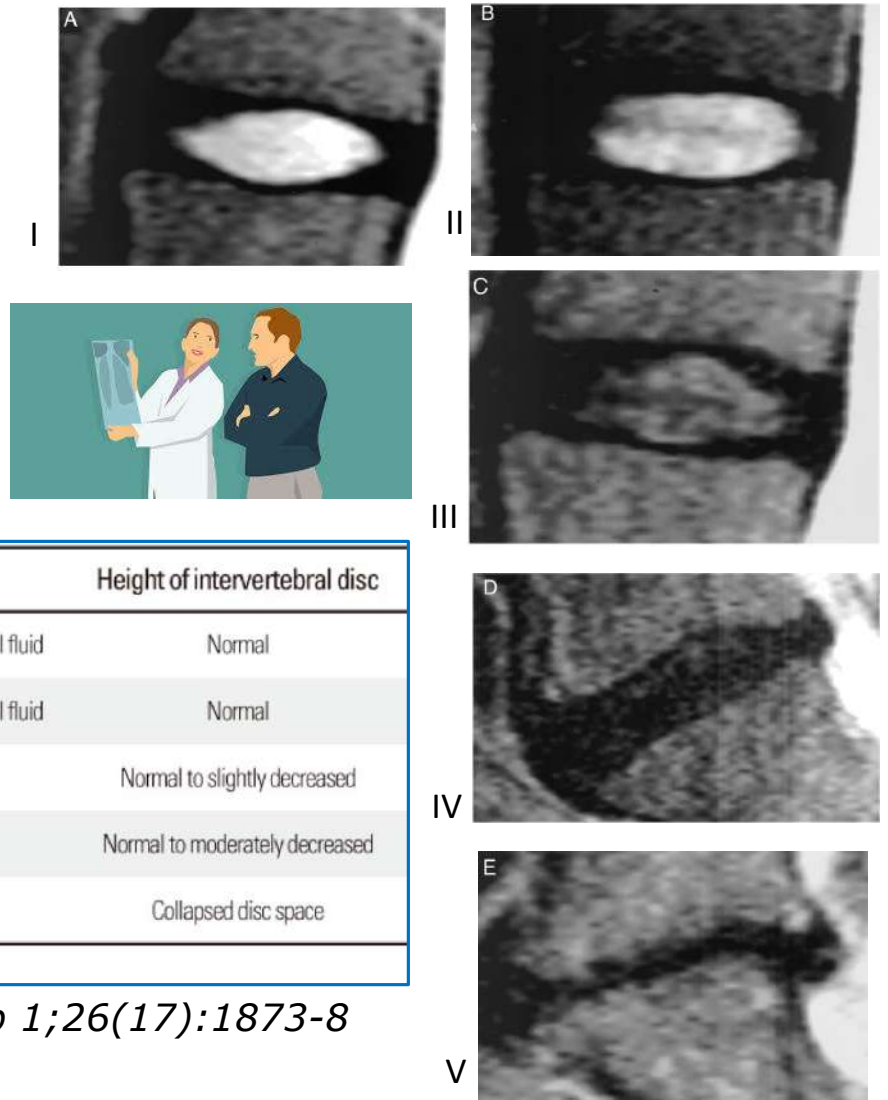 A
B
I
II
C
III
Height of intervertebral disc
l fluid Normal
l fluid Normal
Normal to slightly decreased
Normal to moderately decreased
Collapsed disc space
D
IV
1;26(17):1873-8
E
V